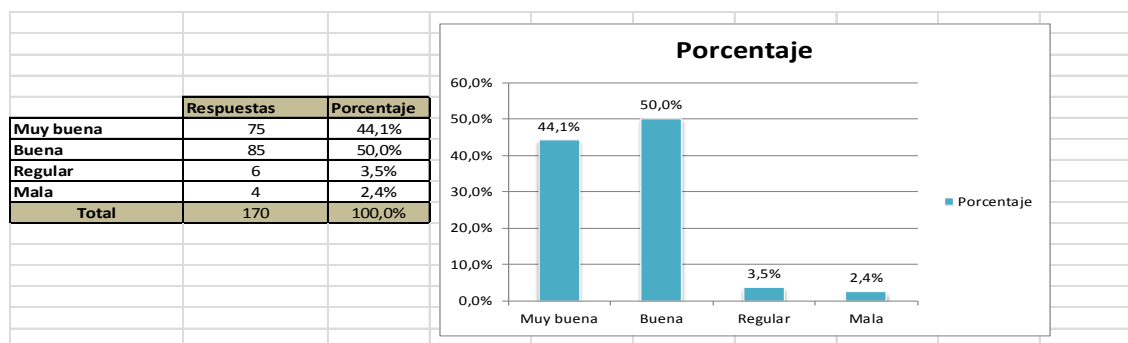 Respuestas Porcentaje
Muy buena 75 44,1%
Buena 85 50,0%
Regular 6 3,5%
Mala 4 2,4%
Total 170 100,0%
Porcentaje
60,0%
50,0%
40,0%
30,0%
20,0%
10,0%
0,0%
44,1%
50,0%
3,5%
2,4%
Muy buena Buena Regular Mala
Porcentaje